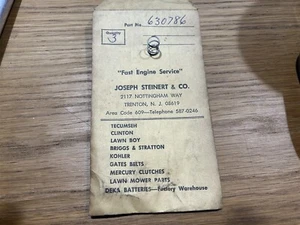 Part No. 630786
Quantity
3
"Fast Engine Service"
JOSEPH STEINERT & CO.
2117 NOTTINGHAM WAY
TRENTON, N. J. 08619
Area Code 609—Telephone 587-0246
TECUMSEH
CLINTON
LAWN BOY
BRIGGS & STRATTON
KOHLER
GATES BELTS
MERCURY CLUTCHES
LAWN MOWER PARTS
DEKA BATTERIES—Factory Warehouse